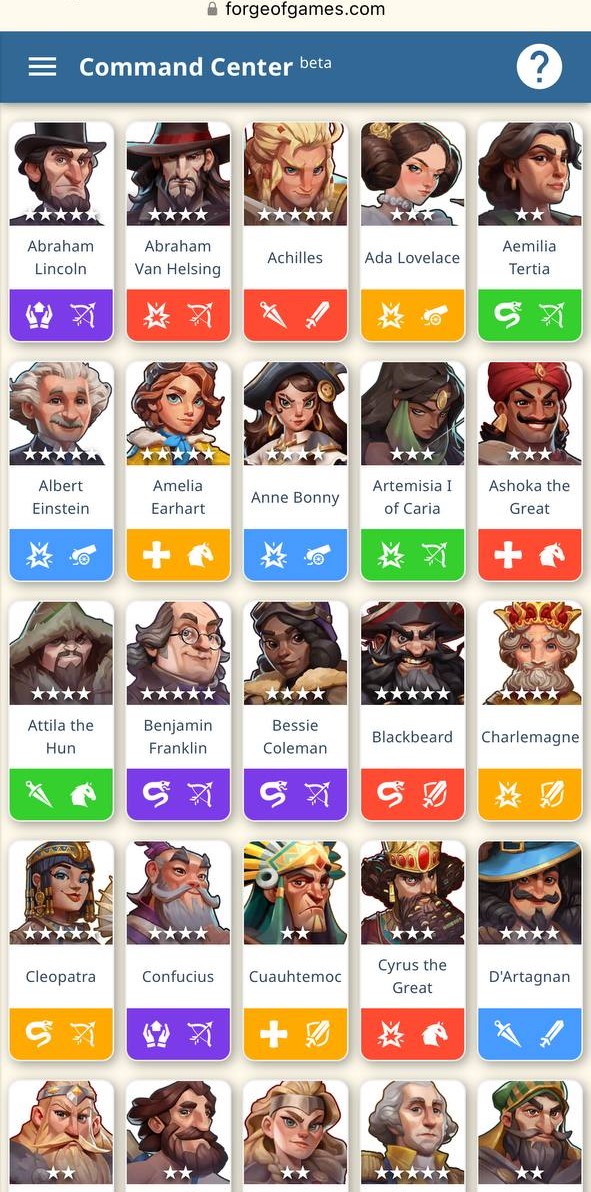 forgeofgames.com
Command Center beta
?
Abraham
Lincoln
Abraham
Van Helsing
Achilles
Ada Lovelace
Aemilia
Tertia
Albert
Einstein
Amelia
Earhart
Anne Bonny
Artemisia I
of Caria
Ashoka the
Great
Attila the
Hun
Benjamin
Franklin
Bessie
Coleman
Blackbeard
Charlemagne
Cleopatra
Confucius
Cuauhtemoc
Cyrus the
Great
D'Artagnan